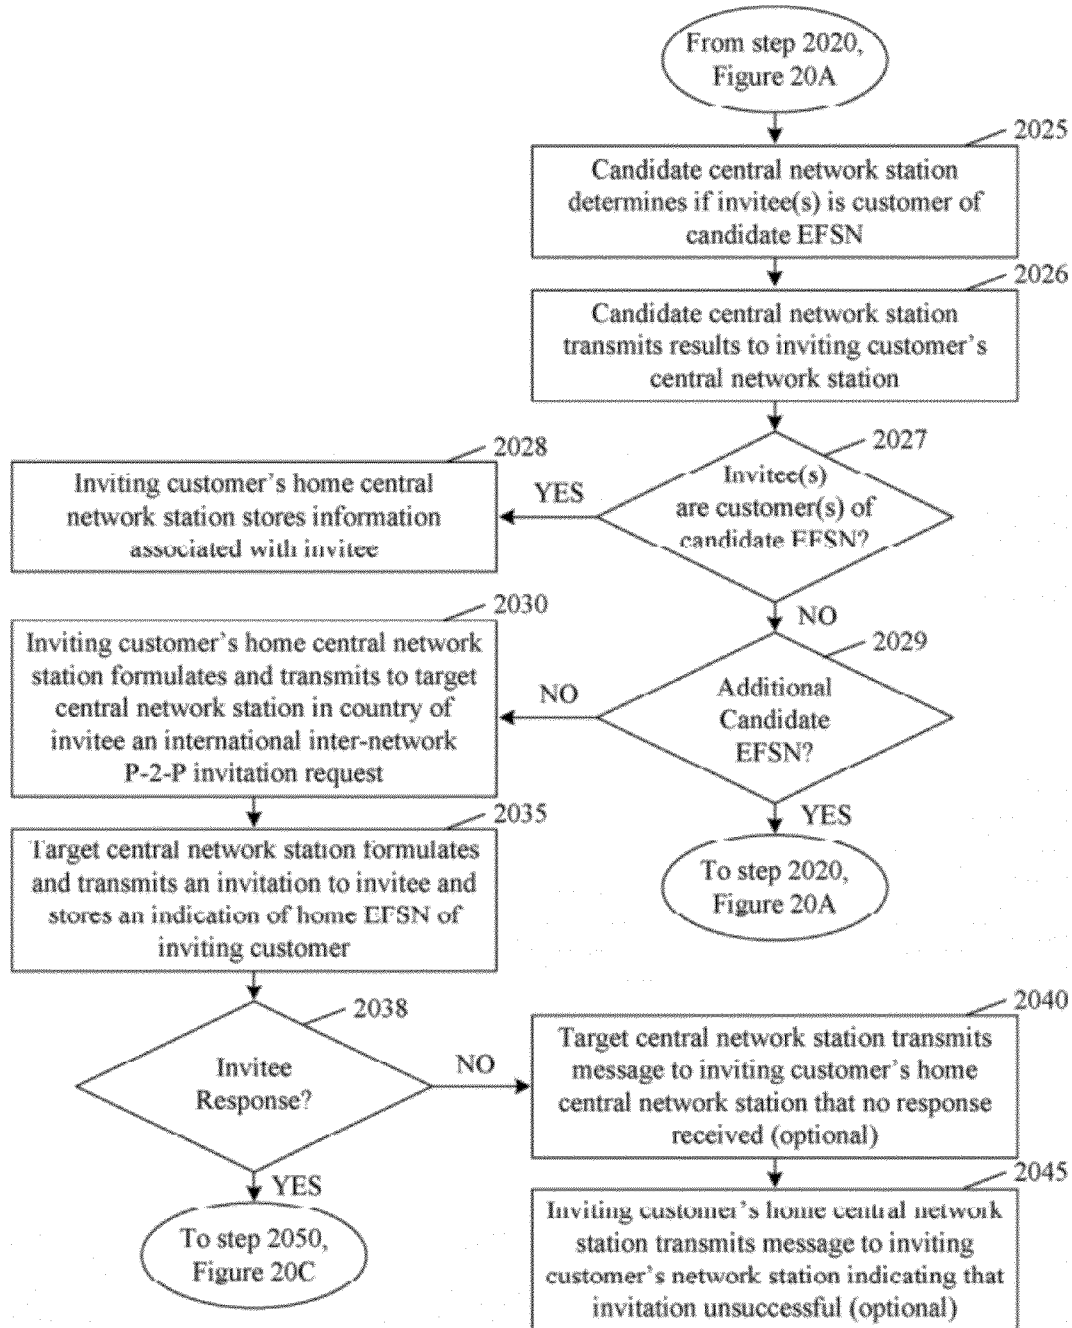 From step 2020,
Figure 20A
2025
Candidate central network station
determines if invitee(s) is customer of
candidate EFSN
2026
Candidate central network station
transmits results to inviting customer's
central network station
2027
Invitee(s)
are customer(s) of
candidate EFSN?
YES
2028
Inviting customer's home central
network station stores information
associated with invitee
NO
2029
Additional
Candidate
EFSN?
NO
2030
Inviting customer's home central network
station formulates and transmits to target
central network station in country of
invitee an international inter-network
P-2-P invitation request
YES
To step 2020,
Figure 20A
2035
Target central network station formulates
and transmits an invitation to invitee and
stores an indication of home EFSN of
inviting customer
2038
Invitee
Response?
NO
2040
Target central network station transmits
message to inviting customer's home
central network station that no response
received (optional)
YES
To step 2050,
Figure 20C
2045
Inviting customer's home central network
station transmits message to inviting
customer's network station indicating that
invitation unsuccessful (optional)